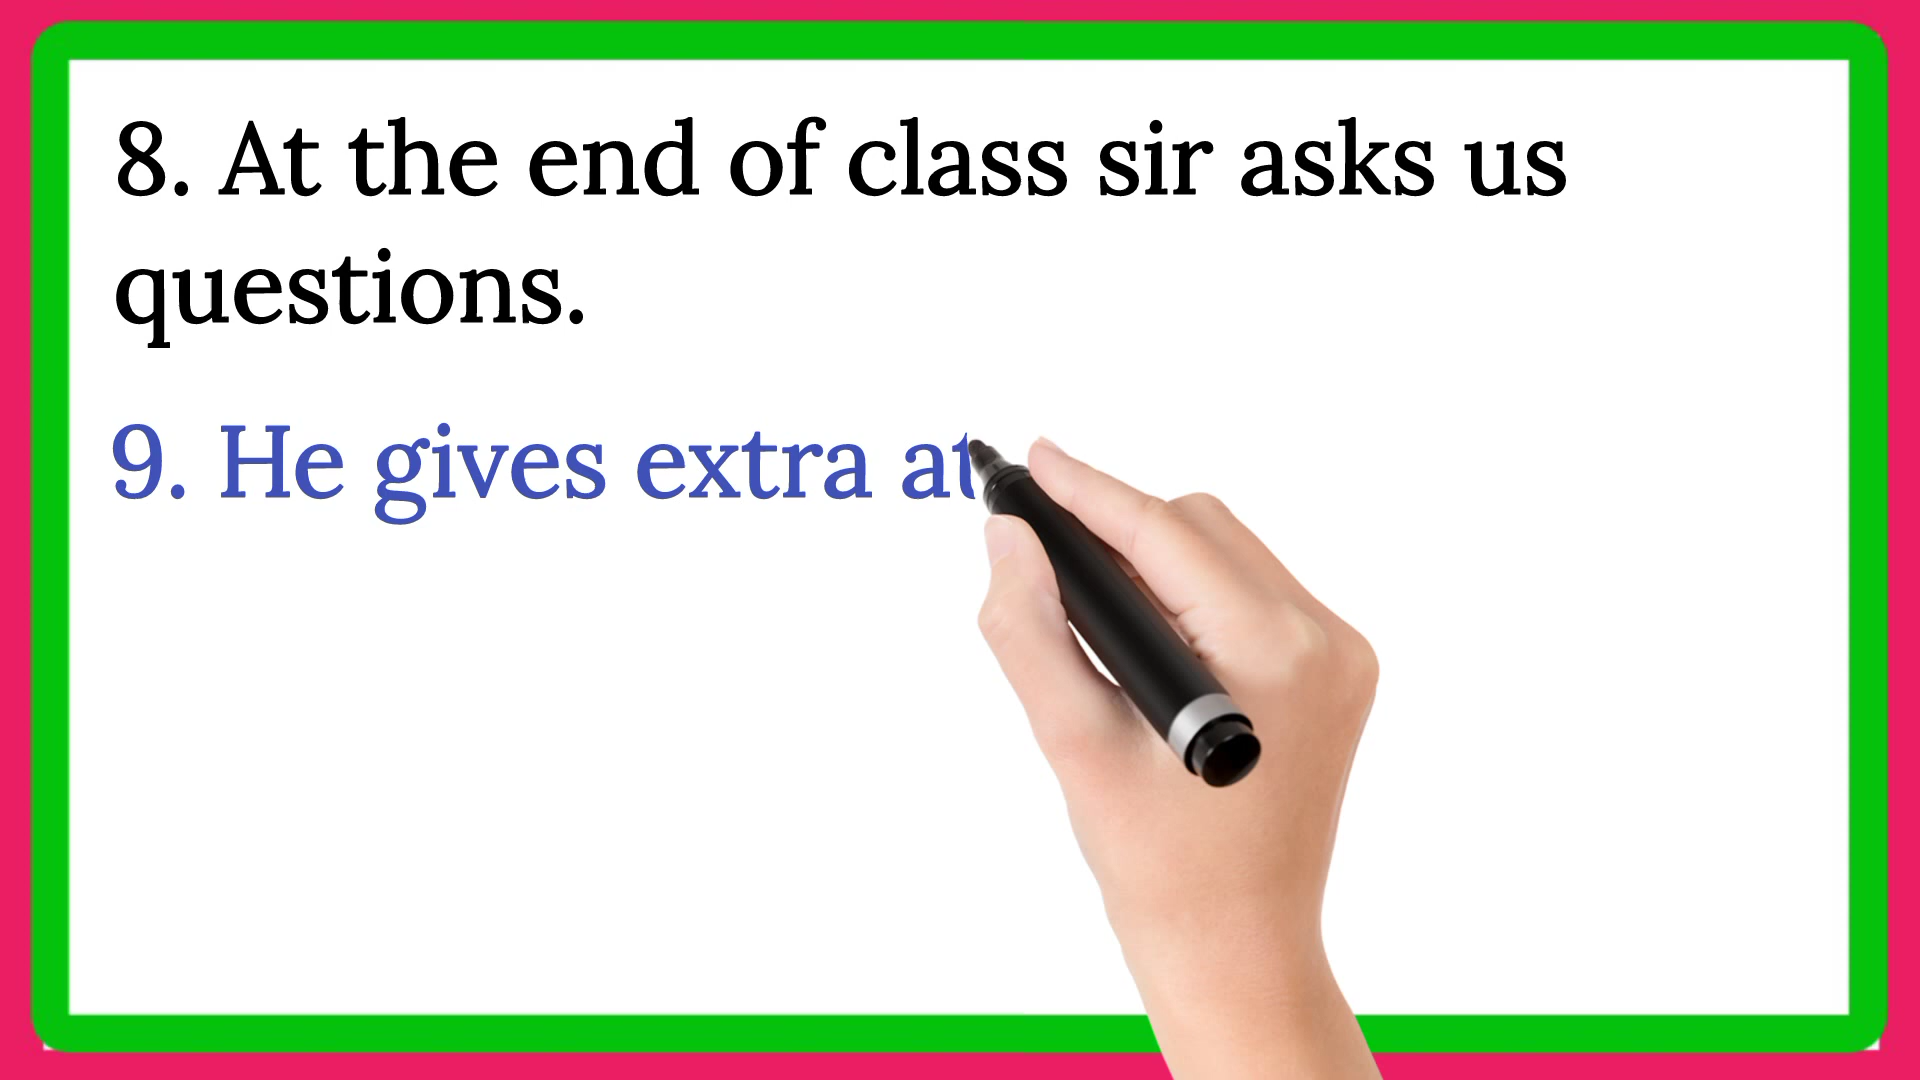 8. At the end of class sir asks us
questions.
9. He gives extra at